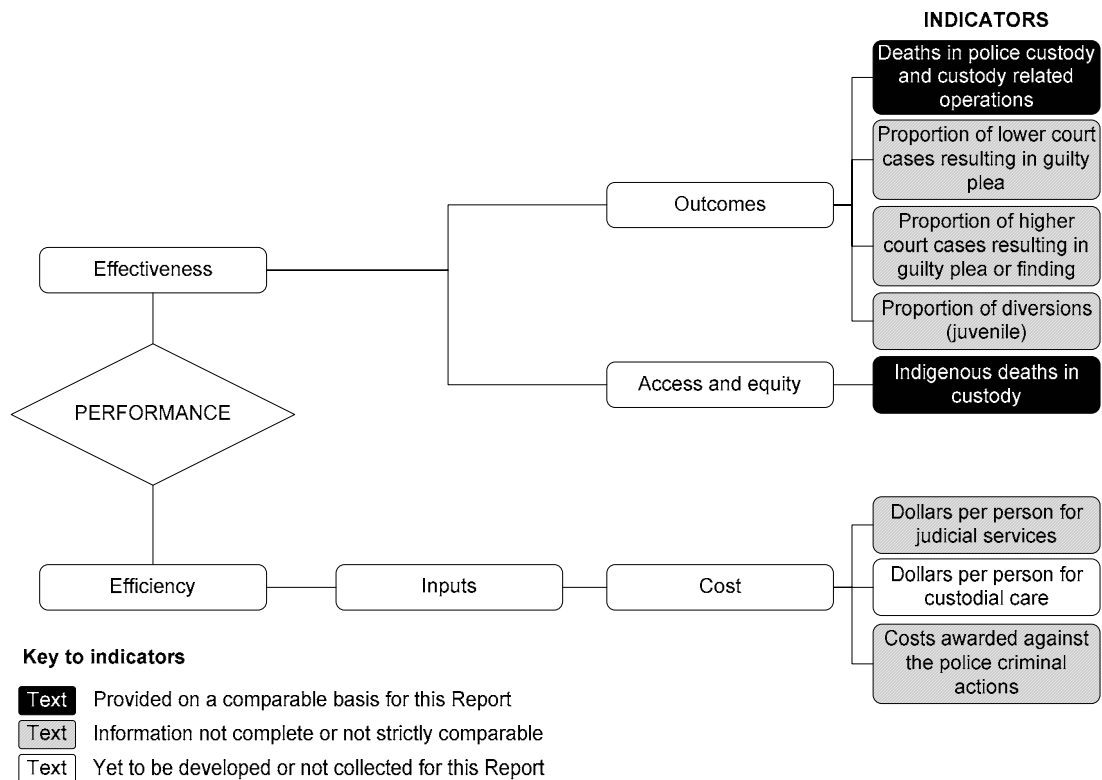 INDICATORS
Deaths in police custody
and custody related
operations
Proportion of lower court
cases resulting in guilty
plea
Outcomes
Proportion of higher
court cases resulting in
guilty plea or finding
Effectiveness
Proportion of diversions
(juvenile)
Access and equity
Indigenous deaths in
custody
PERFORMANCE
Dollars per person for
judicial services
Efficiency
Inputs
Cost
Dollars per person for
custodial care
Costs awarded against
the police criminal
actions
Key to indicators
Text Provided on a comparable basis for this Report
Text Information not complete or not strictly comparable
Text Yet to be developed or not collected for this Report